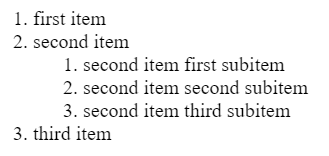 1. first item
2. second item
1. second item first subitem
2. second item second subitem
3. second item third subitem
3. third item